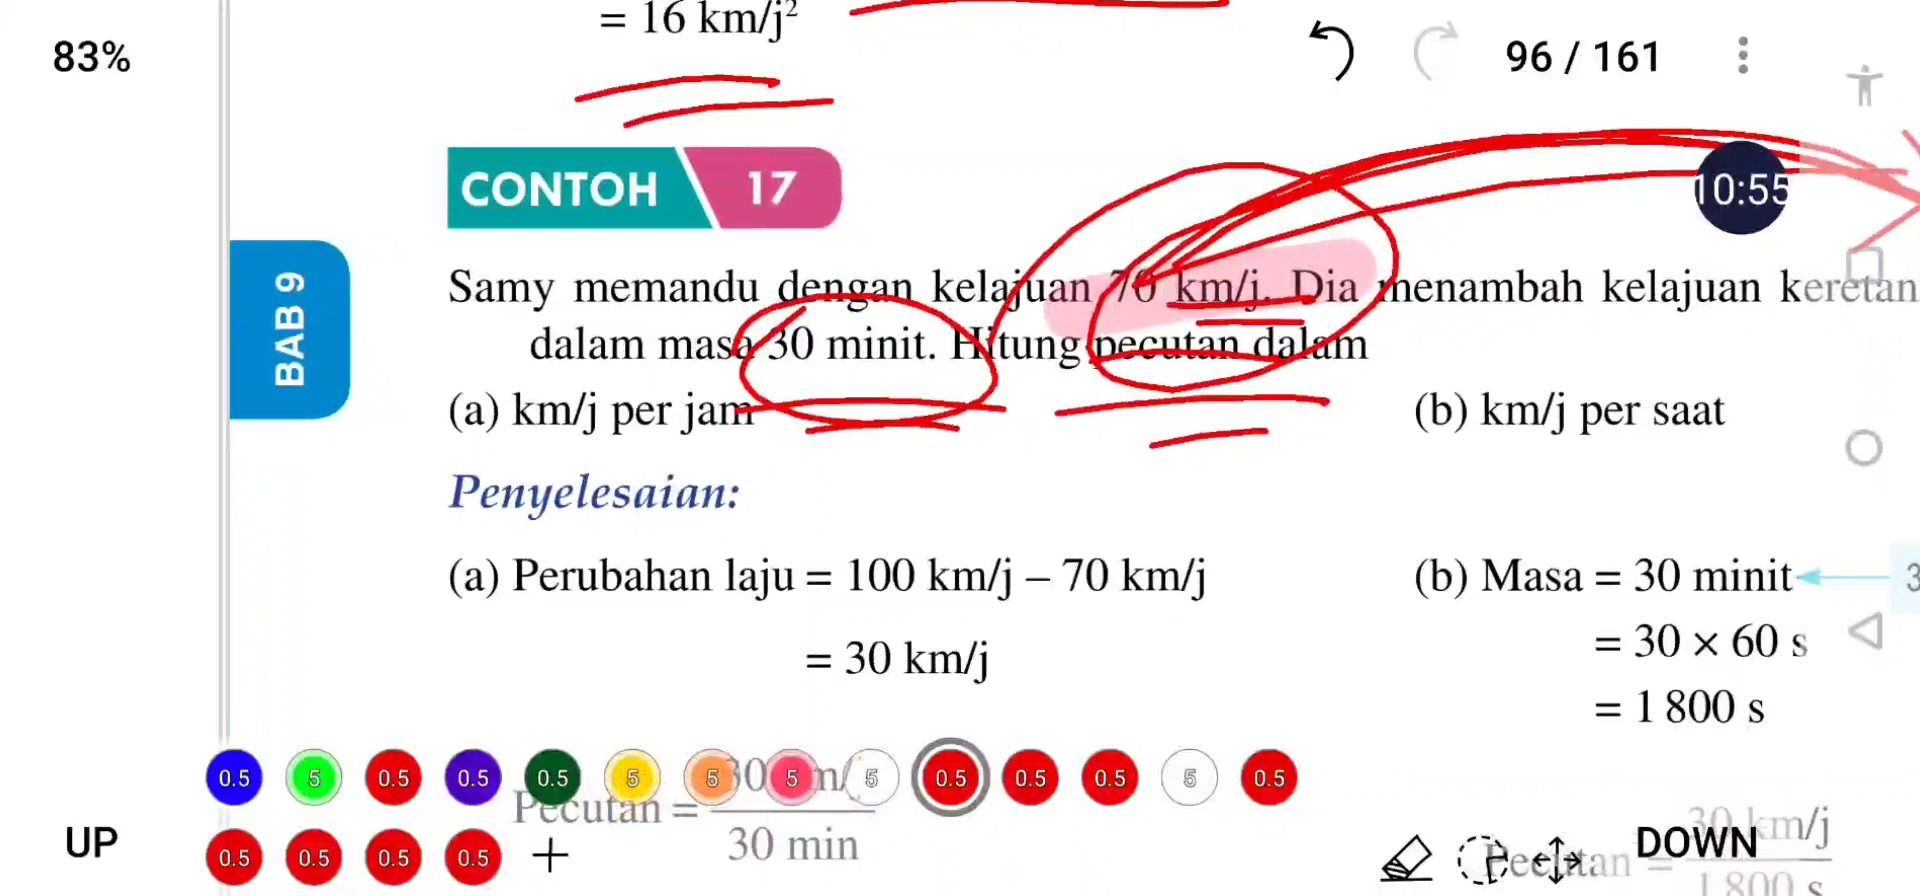 = 16 km/j²
83%
96 / 161
CONTOH 17
10:55
BAB 9
Samy memandu dengan kelajuan 70 km/j. Dia menambah kelajuan keretan
dalam masa 30 minit. Hitung pecutan dalam
(a) km/j per jam
(b) km/j per saat
Penyelesaian:
(a) Perubahan laju = 100 km/j – 70 km/j
= 30 km/j
(b) Masa = 30 minit
3
= 30 × 60 s
= 1 800 s
0.5 5 0.5 0.5 0.5 5 5 5 5 0.5 0.5 0.5 5 0.5
Pecutan =
30 min
UP
0.5 0.5 0.5 0.5 +
DOWN
Pecutan = 30 km/j
1 800 s